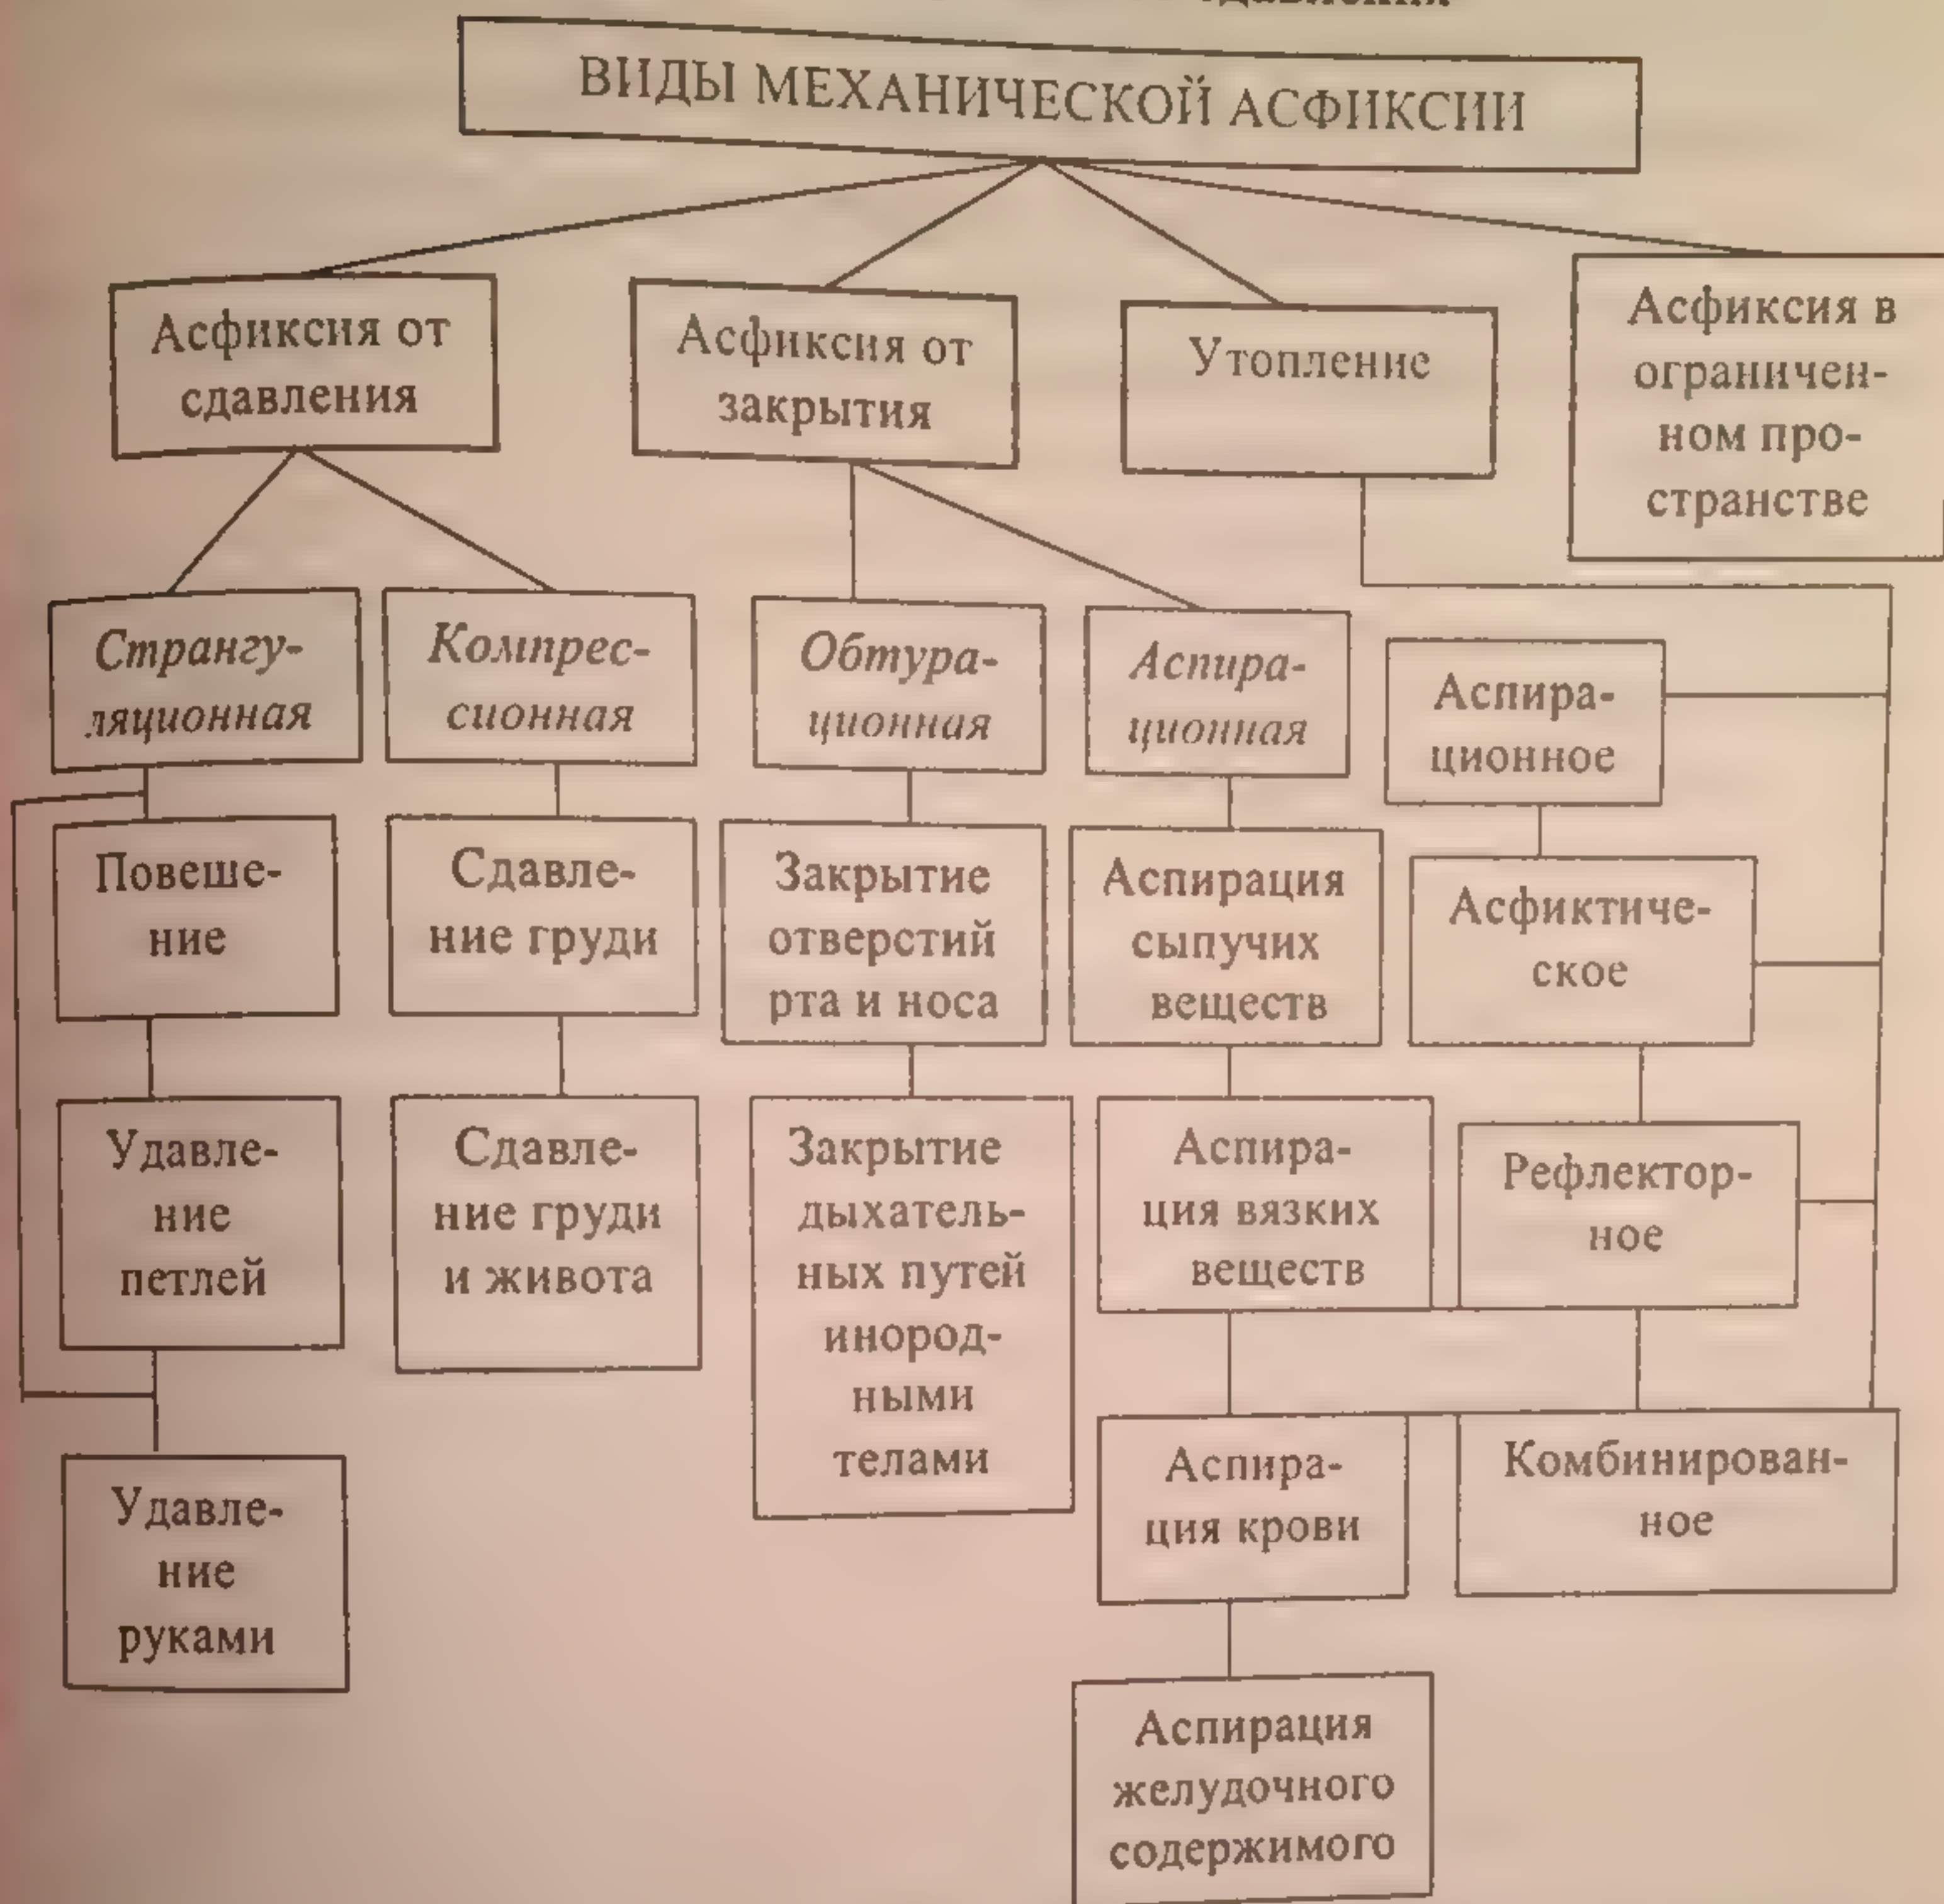 ВИДЫ МЕХАНИЧЕСКОЙ АСФИКСИИ
Асфиксия от
сдавления
Асфиксия от
закрытия
Утопление
Асфиксия в
ограничен-
ном про-
странстве
Странгу-
ляционная
Компрес-
сионная
Обтура-
ционная
Аспира-
ционная
Аспира-
ционное
Повеше-
ние
Сдавле-
ние груди
Закрытие
отверстий
рта и носа
Аспирация
сыпучих
веществ
Асфиктиче-
ское
Удавле-
ние
петлей
Сдавле-
ние груди
и живота
Закрытие
дыхатель-
ных путей
инород-
ными
телами
Аспира-
ция вязких
веществ
Рефлектор-
ное
Удавле-
ние
руками
Аспира-
ция крови
Комбинирован-
ное
Аспирация
желудочного
содержимого